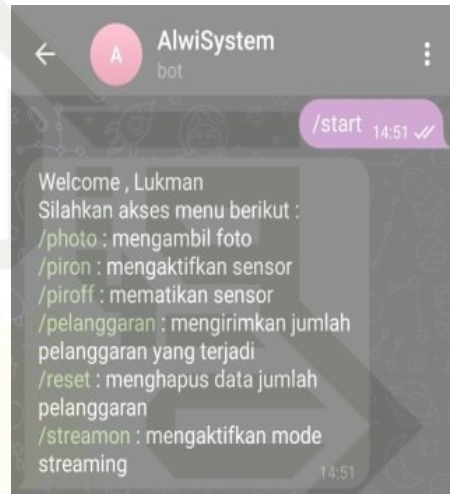 AlwiSystem
A
bot
/start 14:51
Welcome , Lukman
Silahkan akses menu berikut :
/photo : mengambil foto
/piron : mengaktifkan sensor
/piroff : mematikan sensor
/pelanggaran : mengirimkan jumlah
pelanggaran yang terjadi
/reset : menghapus data jumlah
pelanggaran
/streamon : mengaktifkan mode
streaming
14:51